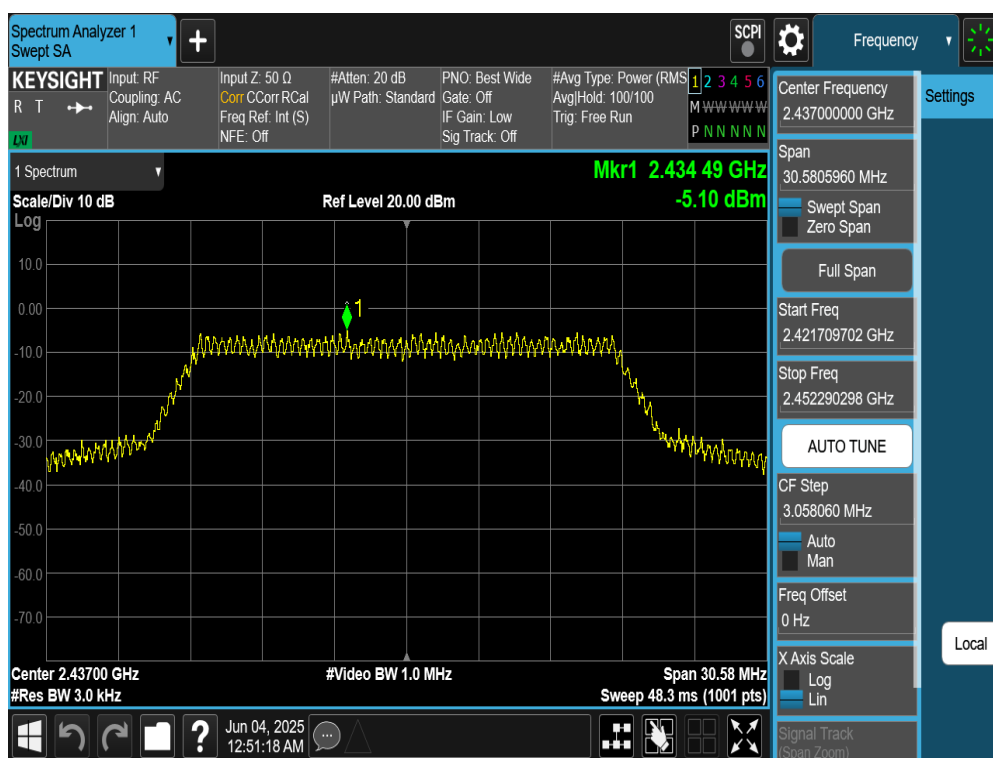 Spectrum Analyzer 1
Swept SA
+
SCPI
Frequency
KEYSIGHT
R T
LXI
Input: RF
Coupling: AC
Align: Auto
Input Z: 50 Ω
Corr CCorr RCal
Freq Ref: Int (S)
NFE: Off
#Atten: 20 dB
µW Path: Standard
PNO: Best Wide
Gate: Off
IF Gain: Low
Sig Track: Off
#Avg Type: Power (RMS
Avg|Hold: 100/100
Trig: Free Run
1 2 3 4 5 6
M W W W W W
P N N N N N
1 Spectrum
Mkr1 2.434 49 GHz
Scale/Div 10 dB
Ref Level 20.00 dBm
-5.10 dBm
Log
10.0
0.00
-10.0
-20.0
-30.0
-40.0
-50.0
-60.0
-70.0
1
Center 2.43700 GHz
#Video BW 1.0 MHz
Span 30.58 MHz
#Res BW 3.0 kHz
Sweep 48.3 ms (1001 pts)
Center Frequency
2.437000000 GHz
Span
30.5805960 MHz
Swept Span
Zero Span
Full Span
Start Freq
2.421709702 GHz
Stop Freq
2.452290298 GHz
AUTO TUNE
CF Step
3.058060 MHz
Auto
Man
Freq Offset
0 Hz
X Axis Scale
Log
Lin
Signal Track
(Span Zoom)
Settings
Local
?
Jun 04, 2025
12:51:18 AM